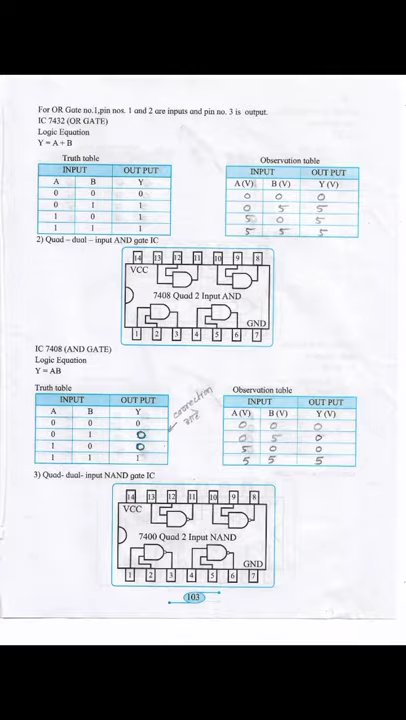 For OR Gate no.1,pin nos. 1 and 2 are inputs and pin no. 3 is output.
IC 7432 (OR GATE)
Logic Equation
Y = A + B
Truth table
INPUT OUT PUT
A B Y
0 0 0
0 1 1
1 0 1
1 1 1
Observation table
INPUT OUT PUT
A (V) B (V) Y (V)
0 0 0
0 5 5
5 0 5
5 5 5
2) Quad – dual – input AND gate IC
14 13 12 11 10 9 8
VCC
7408 Quad 2 Input AND
GND
1 2 3 4 5 6 7
IC 7408 (AND GATE)
Logic Equation
Y = AB
Truth table
INPUT OUT PUT
A B Y
0 0 0
0 1 0
1 0 0
1 1 1
correction
Observation table
INPUT OUT PUT
A (V) B (V) Y (V)
0 0 0
0 5 0
5 0 0
5 5 5
3) Quad- dual- input NAND gate IC
14 13 12 11 10 9 8
VCC
7400 Quad 2 Input NAND
GND
1 2 3 4 5 6 7
103